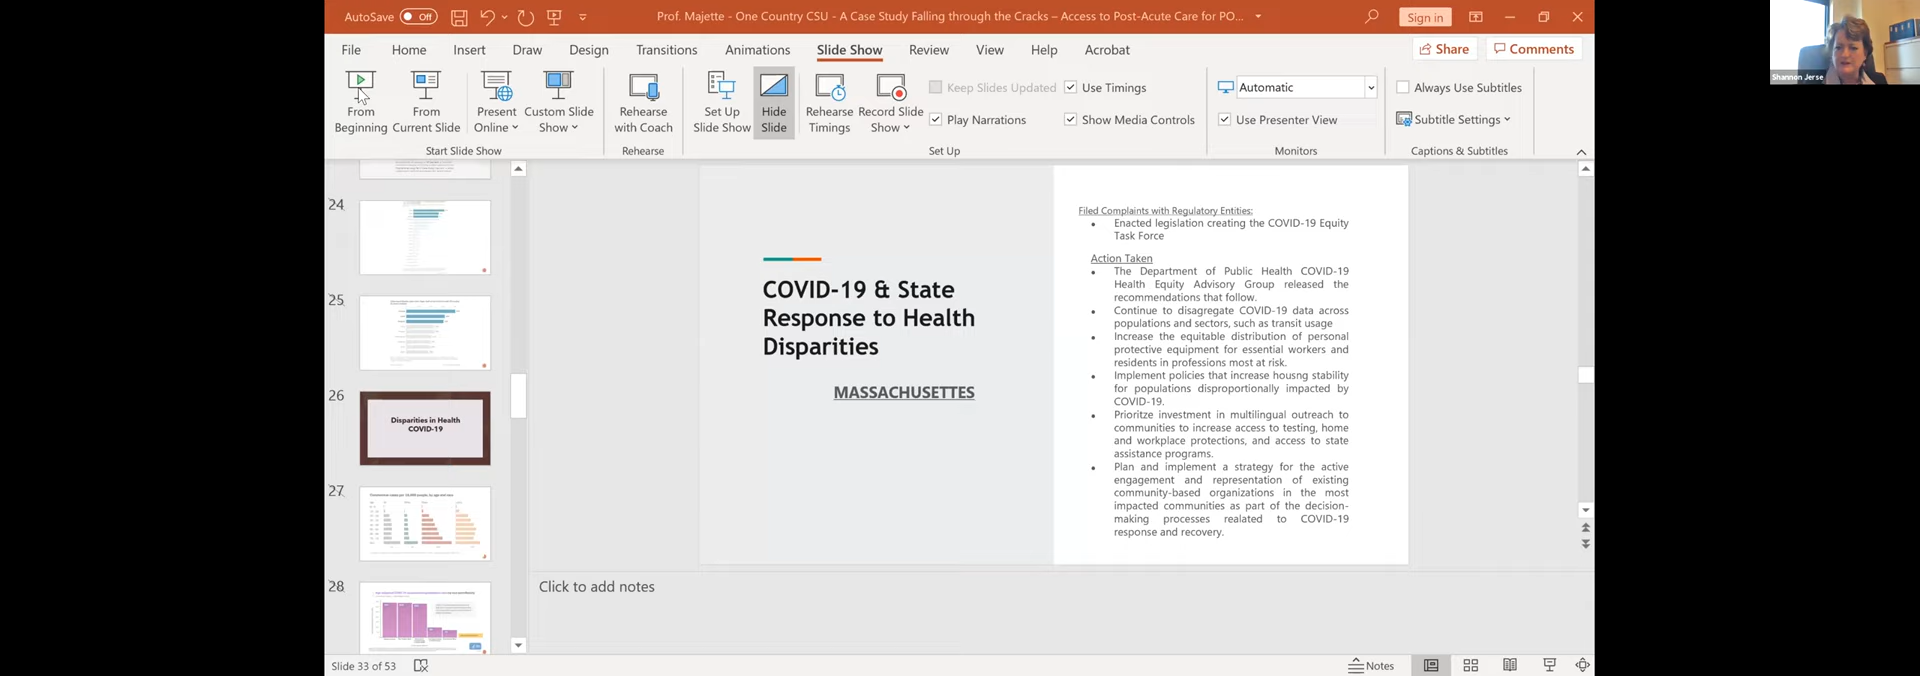 AutoSave Off
Prof. Majette - One Country CSU - A Case Study Falling through the Cracks – Access to Post-Acute Care for PO...
Sign in
File Home Insert Draw Design Transitions Animations Slide Show Review View Help Acrobat
Share Comments
From Beginning
From Current Slide
Present Online
Custom Slide Show
Start Slide Show
Rehearse with Coach
Rehearse
Set Up Slide Show
Hide Slide
Rehearse Timings
Record Slide Show
Keep Slides Updated
Use Timings
Play Narrations
Show Media Controls
Set Up
Automatic
Use Presenter View
Monitors
Always Use Subtitles
Subtitle Settings
Captions & Subtitles
Shannon Jerse
24
25
26
Disparities in Health
COVID-19
27
28
COVID-19 & State
Response to Health
Disparities
MASSACHUSETTES
Filed Complaints with Regulatory Entities:
Enacted legislation creating the COVID-19 Equity
Task Force
Action Taken
The Department of Public Health COVID-19
Health Equity Advisory Group released the
recommendations that follow.
Continue to disagregate COVID-19 data across
populations and sectors, such as transit usage
Increase the equitable distribution of personal
protective equipment for essential workers and
residents in professions most at risk.
Implement policies that increase housng stability
for populations disproportionally impacted by
COVID-19.
Prioritze investment in multilingual outreach to
communities to increase access to testing, home
and workplace protections, and access to state
assistance programs.
Plan and implement a strategy for the active
engagement and representation of existing
community-based organizations in the most
impacted communities as part of the decision-
making processes realated to COVID-19
response and recovery.
Click to add notes
Slide 33 of 53
Notes